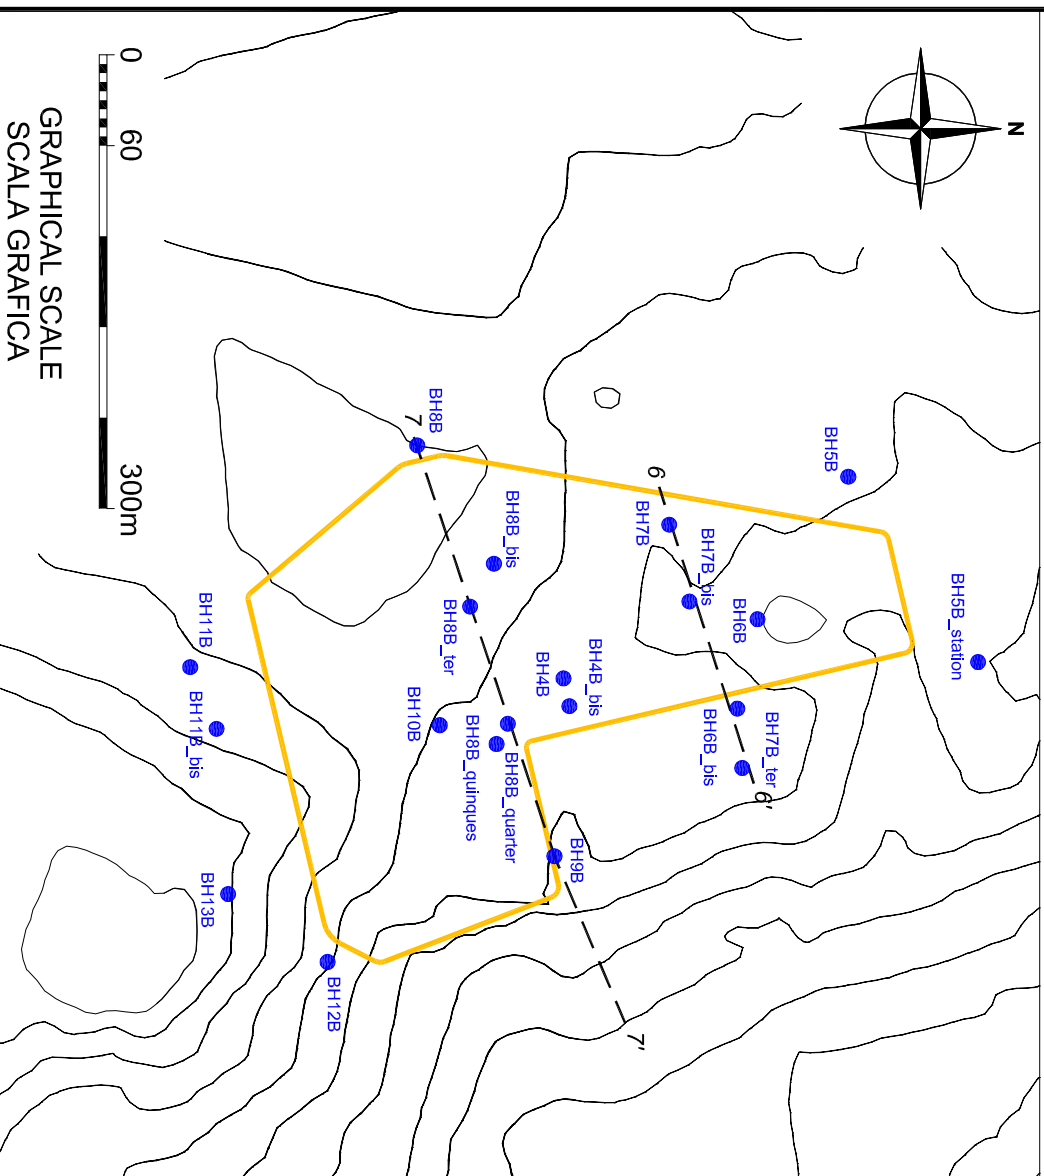 N
0
60
300m
GRAPHICAL SCALE
SCALA GRAFICA
BH5B
BH5B_station
6
BH7B
BH7B_bis
BH6B
BH7B_ter
BH6B_bis
6'
BH8B
7
BH8B_bis
BH8B_ter
BH4B_bis
BH4B
BH10B
BH8B_quarter
BH8B_quinques
BH9B
7'
BH11B
BH11B_bis
BH13B
BH12B